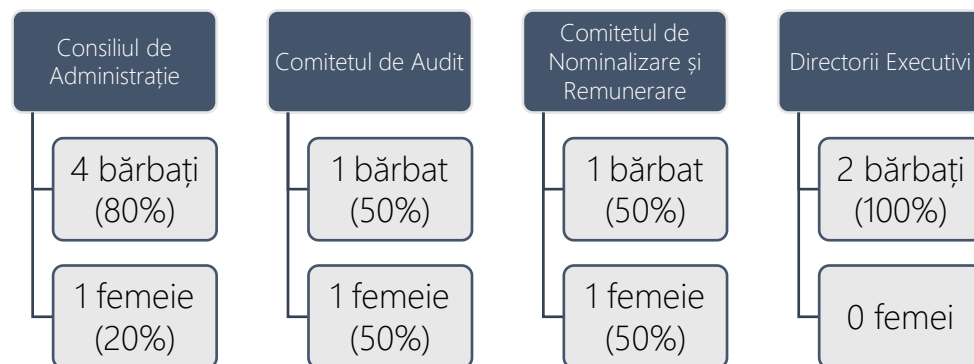 Consiliul de
Administrație
4 bărbați
(80%)
1 femeie
(20%)
Comitetul de Audit
1 bărbat
(50%)
1 femeie
(50%)
Comitetul de
Nominalizare și
Remunerare
1 bărbat
(50%)
1 femeie
(50%)
Directorii Executivi
2 bărbați
(100%)
0 femei